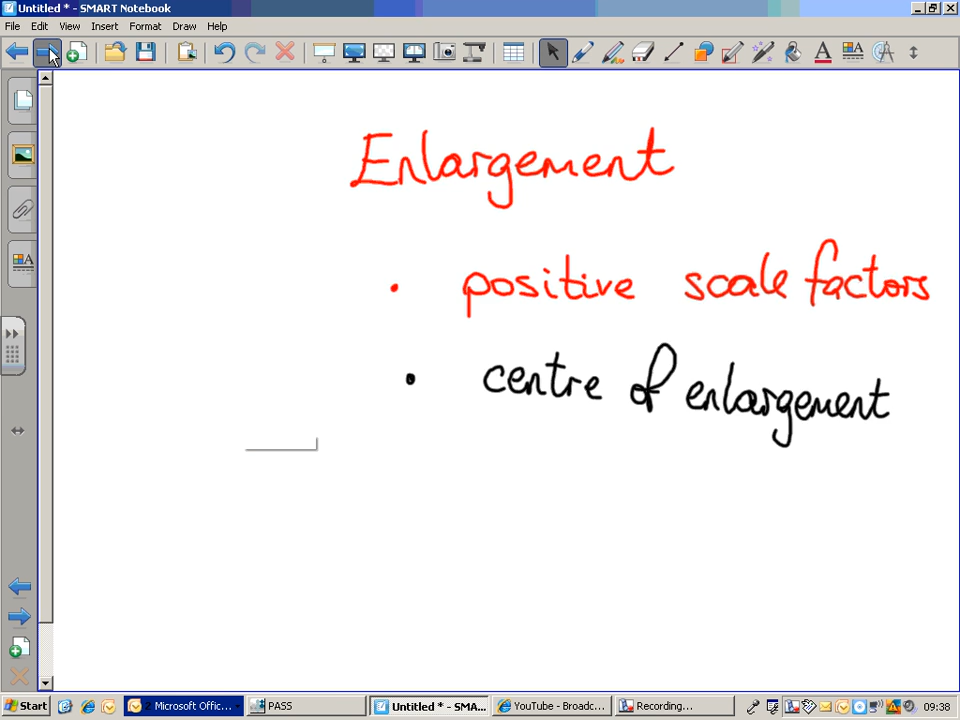 Untitled * - SMART Notebook
File Edit View Insert Format Draw Help
Enlargement
• positive scale factors
• centre of enlargement
Start 2 Microsoft Offic... PASS Untitled * - SMA... YouTube - Broadc... Recording... 09:38